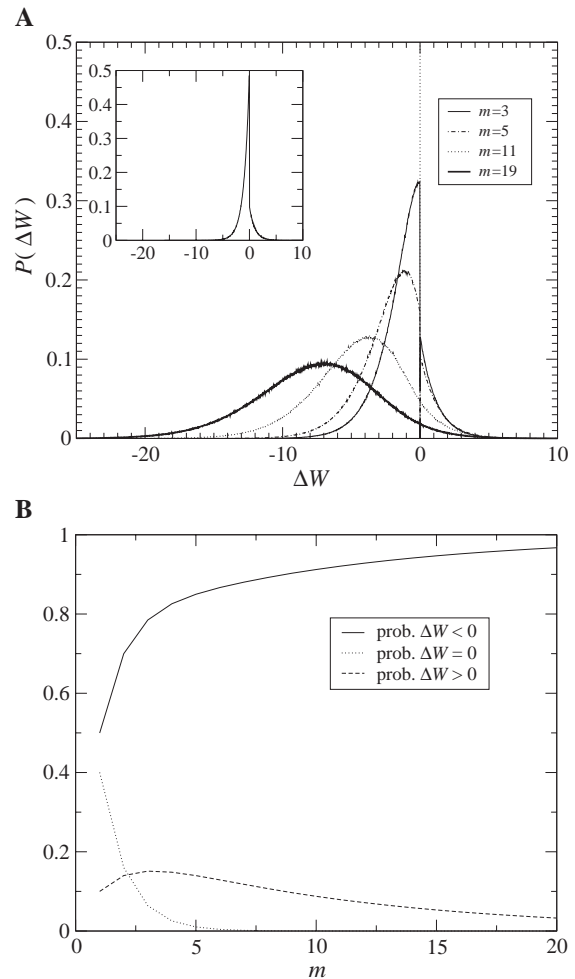 A
0.5
0.4
0.3
0.2
0.1
0
P(ΔW)
0.5
0.4
0.3
0.2
0.1
0
-20 -10 0 10
m=3
m=5
m=11
m=19
-20 -10 0 10
ΔW
B
1
0.8
0.6
0.4
0.2
0
prob. ΔW < 0
prob. ΔW = 0
prob. ΔW > 0
0 5 10 15 20
m